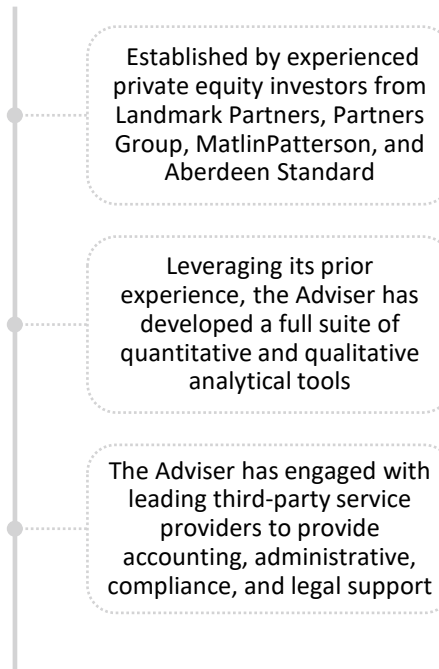 Established by experienced
private equity investors from
Landmark Partners, Partners
Group, MatlinPatterson, and
Aberdeen Standard
Leveraging its prior
experience, the Adviser has
developed a full suite of
quantitative and qualitative
analytical tools
The Adviser has engaged with
leading third-party service
providers to provide
accounting, administrative,
compliance, and legal support